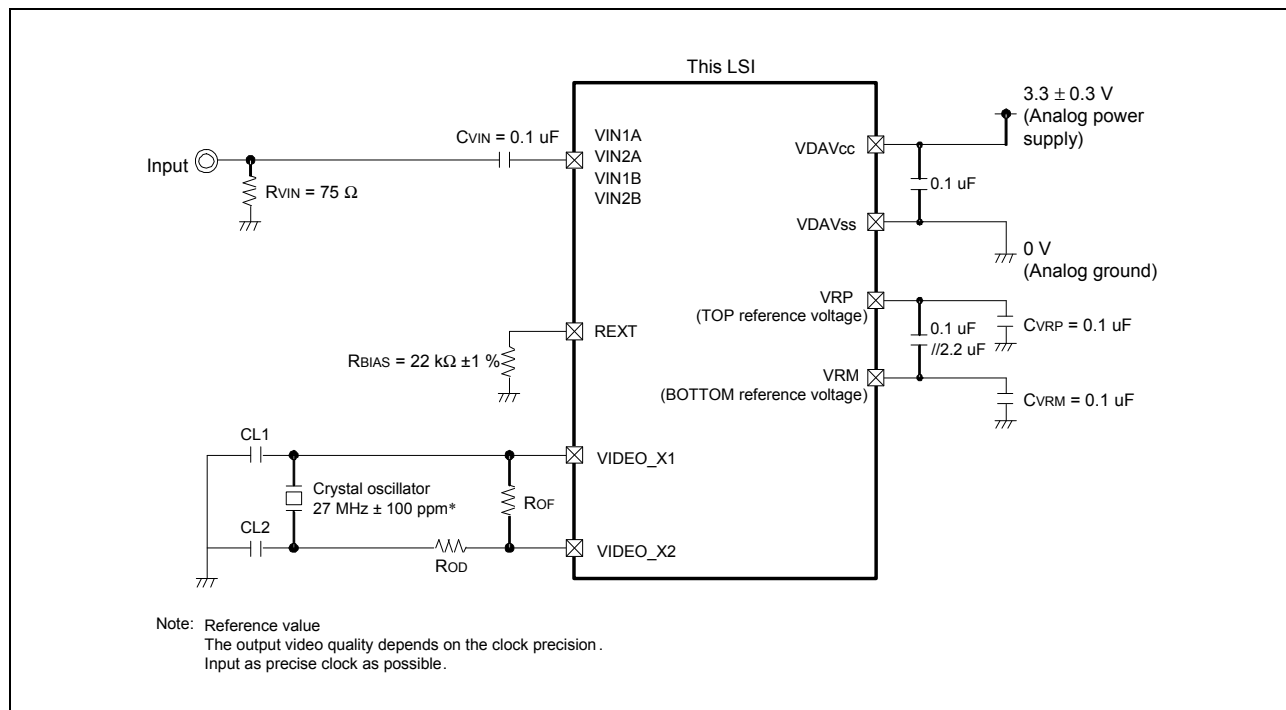 This LSI
Input
RVIN = 75 Ω
CVIN = 0.1 uF
VIN1A
VIN2A
VIN1B
VIN2B
REXT
RBIAS = 22 kΩ ±1 %
CL1
Crystal oscillator
27 MHz ± 100 ppm*
CL2
ROF
ROD
VIDEO_X1
VIDEO_X2
VDAVcc
3.3 ± 0.3 V
(Analog power
supply)
0.1 uF
VDAVss
0 V
(Analog ground)
VRP
(TOP reference voltage)
0.1 uF
//2.2 uF
CVRP = 0.1 uF
VRM
(BOTTOM reference voltage)
CVRM = 0.1 uF
Note: Reference value
The output video quality depends on the clock precision.
Input as precise clock as possible.